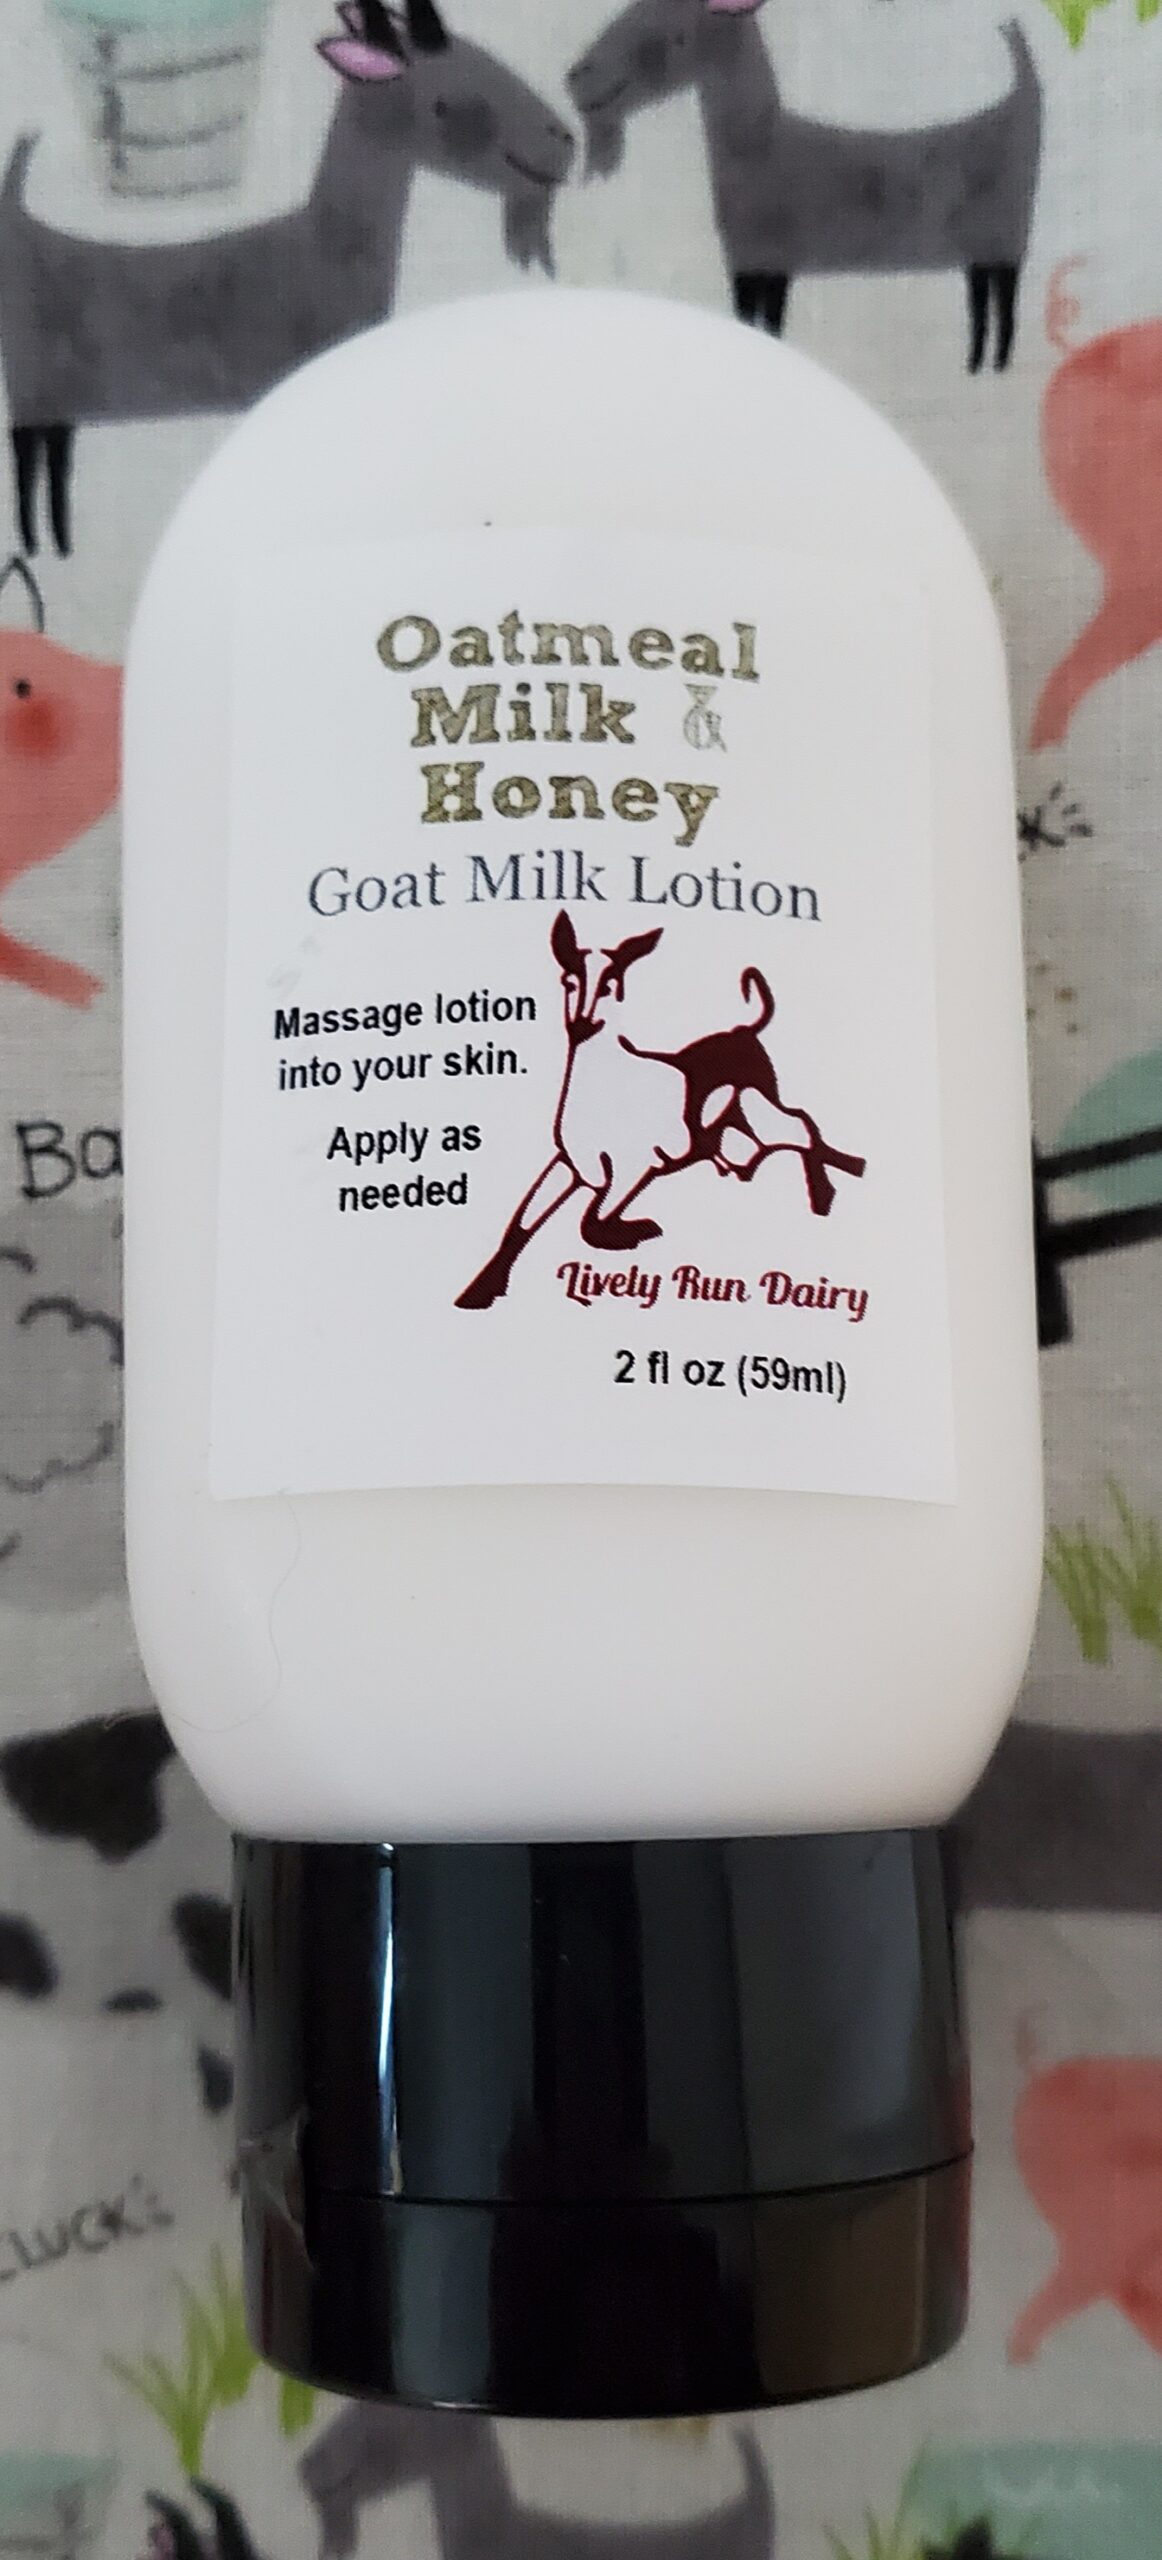 Oatmeal
Milk &
Honey
Goat Milk Lotion
Massage lotion
into your skin.
Apply as
needed
Lively Run Dairy
2 fl oz (59ml)